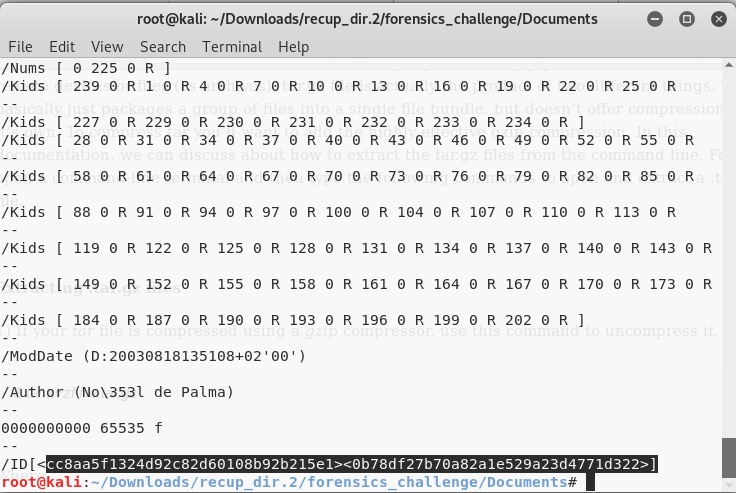 root@kali: ~/Downloads/recup_dir.2/forensics_challenge/Documents
File Edit View Search Terminal Help
/Nums [ 0 225 0 R ]
/Kids [ 239 0 R 1 0 R 4 0 R 7 0 R 10 0 R 13 0 R 16 0 R 19 0 R 22 0 R 25 0 R
--
/Kids [ 227 0 R 229 0 R 230 0 R 231 0 R 232 0 R 233 0 R 234 0 R ]
/Kids [ 28 0 R 31 0 R 34 0 R 37 0 R 40 0 R 43 0 R 46 0 R 49 0 R 52 0 R 55 0 R
--
/Kids [ 58 0 R 61 0 R 64 0 R 67 0 R 70 0 R 73 0 R 76 0 R 79 0 R 82 0 R 85 0 R
--
/Kids [ 88 0 R 91 0 R 94 0 R 97 0 R 100 0 R 104 0 R 107 0 R 110 0 R 113 0 R
--
/Kids [ 119 0 R 122 0 R 125 0 R 128 0 R 131 0 R 134 0 R 137 0 R 140 0 R 143 0 R
--
/Kids [ 149 0 R 152 0 R 155 0 R 158 0 R 161 0 R 164 0 R 167 0 R 170 0 R 173 0 R
--
/Kids [ 184 0 R 187 0 R 190 0 R 193 0 R 196 0 R 199 0 R 202 0 R ]
--
/ModDate (D:20030818135108+02'00')
--
/Author (No\353l de Palma)
--
0000000000 65535 f
--
/ID[<cc8aa5f1324d92c82d60108b92b215e1><0b78df27b70a82a1e529a23d4771d322>]
root@kali:~/Downloads/recup_dir.2/forensics_challenge/Documents#